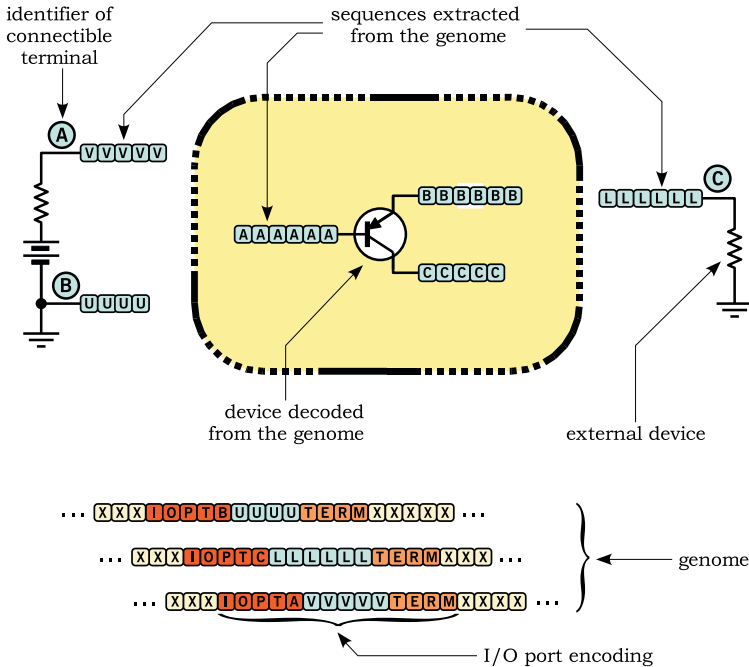 identifier of
connectible
terminal
sequences extracted
from the genome
A
VVVVV
B
UUUU
AAAAAA
BBBBBB
CCCCC
C
LLLLLL
device decoded
from the genome
external device
... XXXIOPTBUUUUTERMXXXXX ...
... XXXIOPTCLLLLLLTERMXXX ...
... XXXIOPTAVVVVVTERMXXXX ...
genome
I/O port encoding